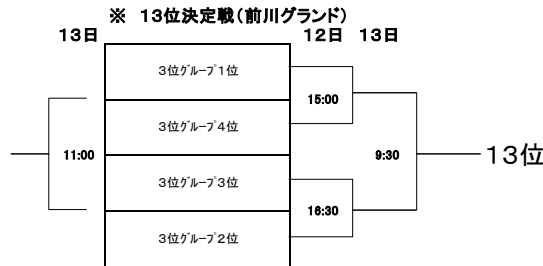 ※ 13位決定戦(前川グランド)
13日 12日 13日
3位グループ1位
15:00
3位グループ4位
11:00 9:30 13位
3位グループ3位
16:30
3位グループ2位